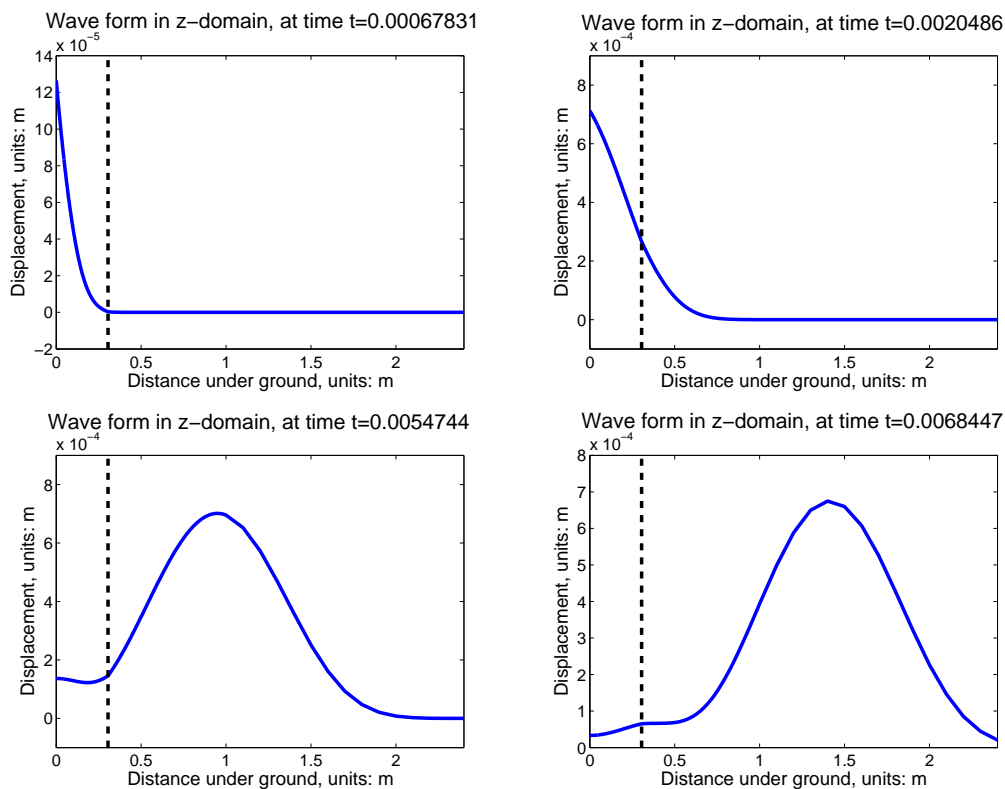 Wave form in z−domain, at time t=0.00067831
x 10⁻⁵
14
12
10
8
6
4
2
0
−2
0 0.5 1 1.5 2
Displacement, units: m
Distance under ground, units: m
Wave form in z−domain, at time t=0.0020486
x 10⁻⁴
8
6
4
2
0
0 0.5 1 1.5 2
Displacement, units: m
Distance under ground, units: m
Wave form in z−domain, at time t=0.0054744
x 10⁻⁴
8
6
4
2
0
0 0.5 1 1.5 2
Displacement, units: m
Distance under ground, units: m
Wave form in z−domain, at time t=0.0068447
x 10⁻⁴
8
7
6
5
4
3
2
1
0
0 0.5 1 1.5 2
Displacement, units: m
Distance under ground, units: m